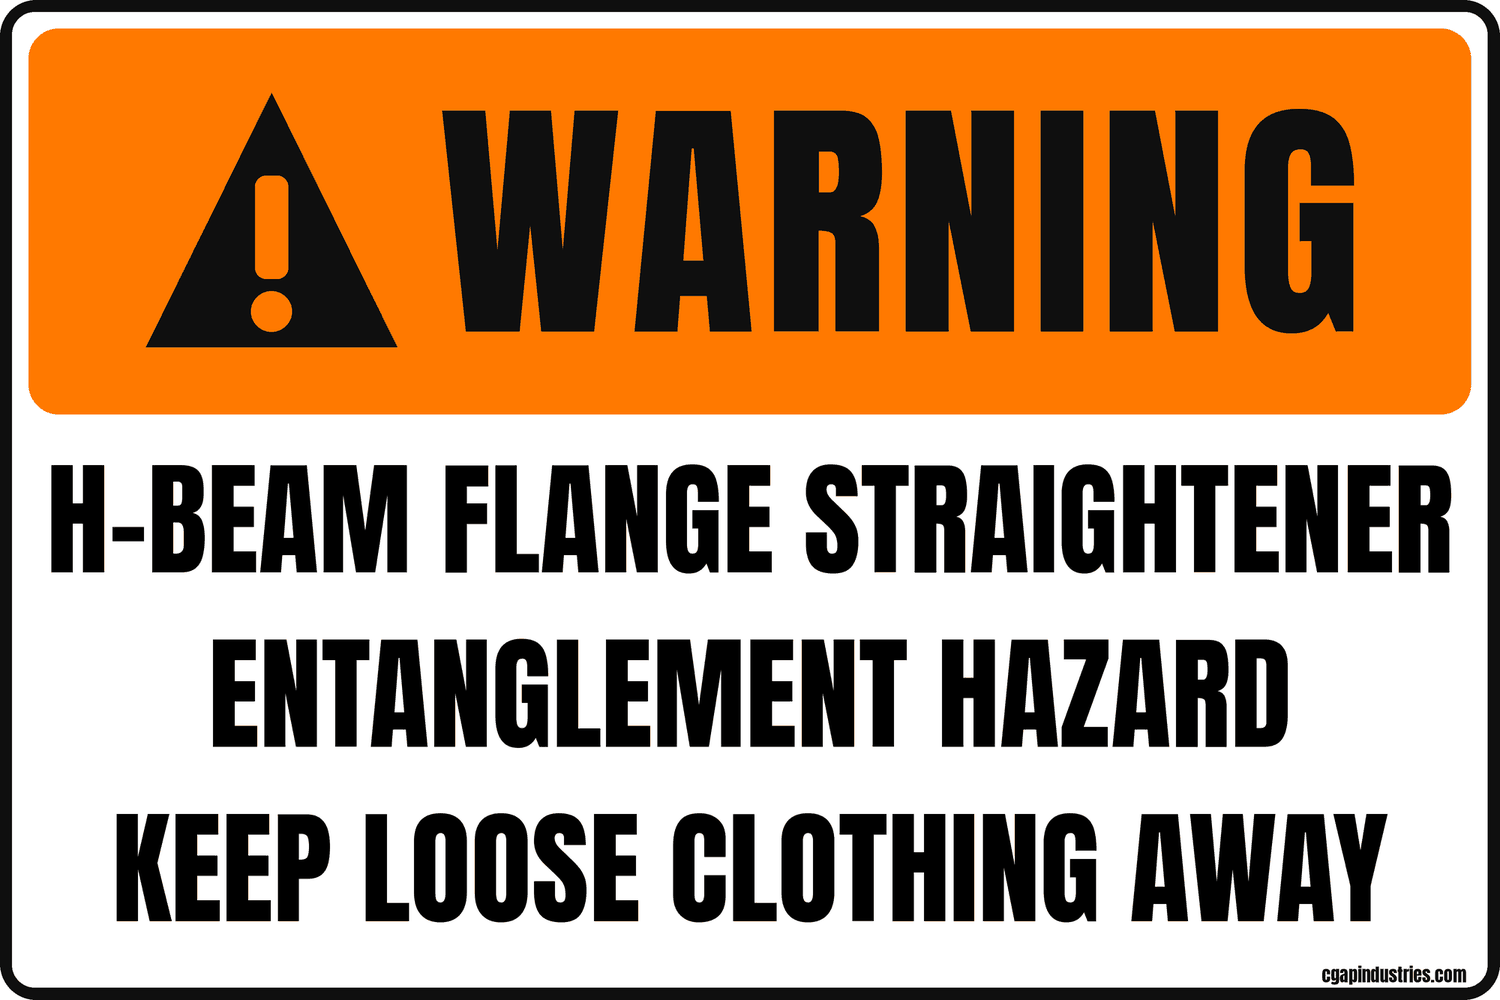 WARNING
H-BEAM FLANGE STRAIGHTENER
ENTANGLEMENT HAZARD
KEEP LOOSE CLOTHING AWAY
cgapindustries.com